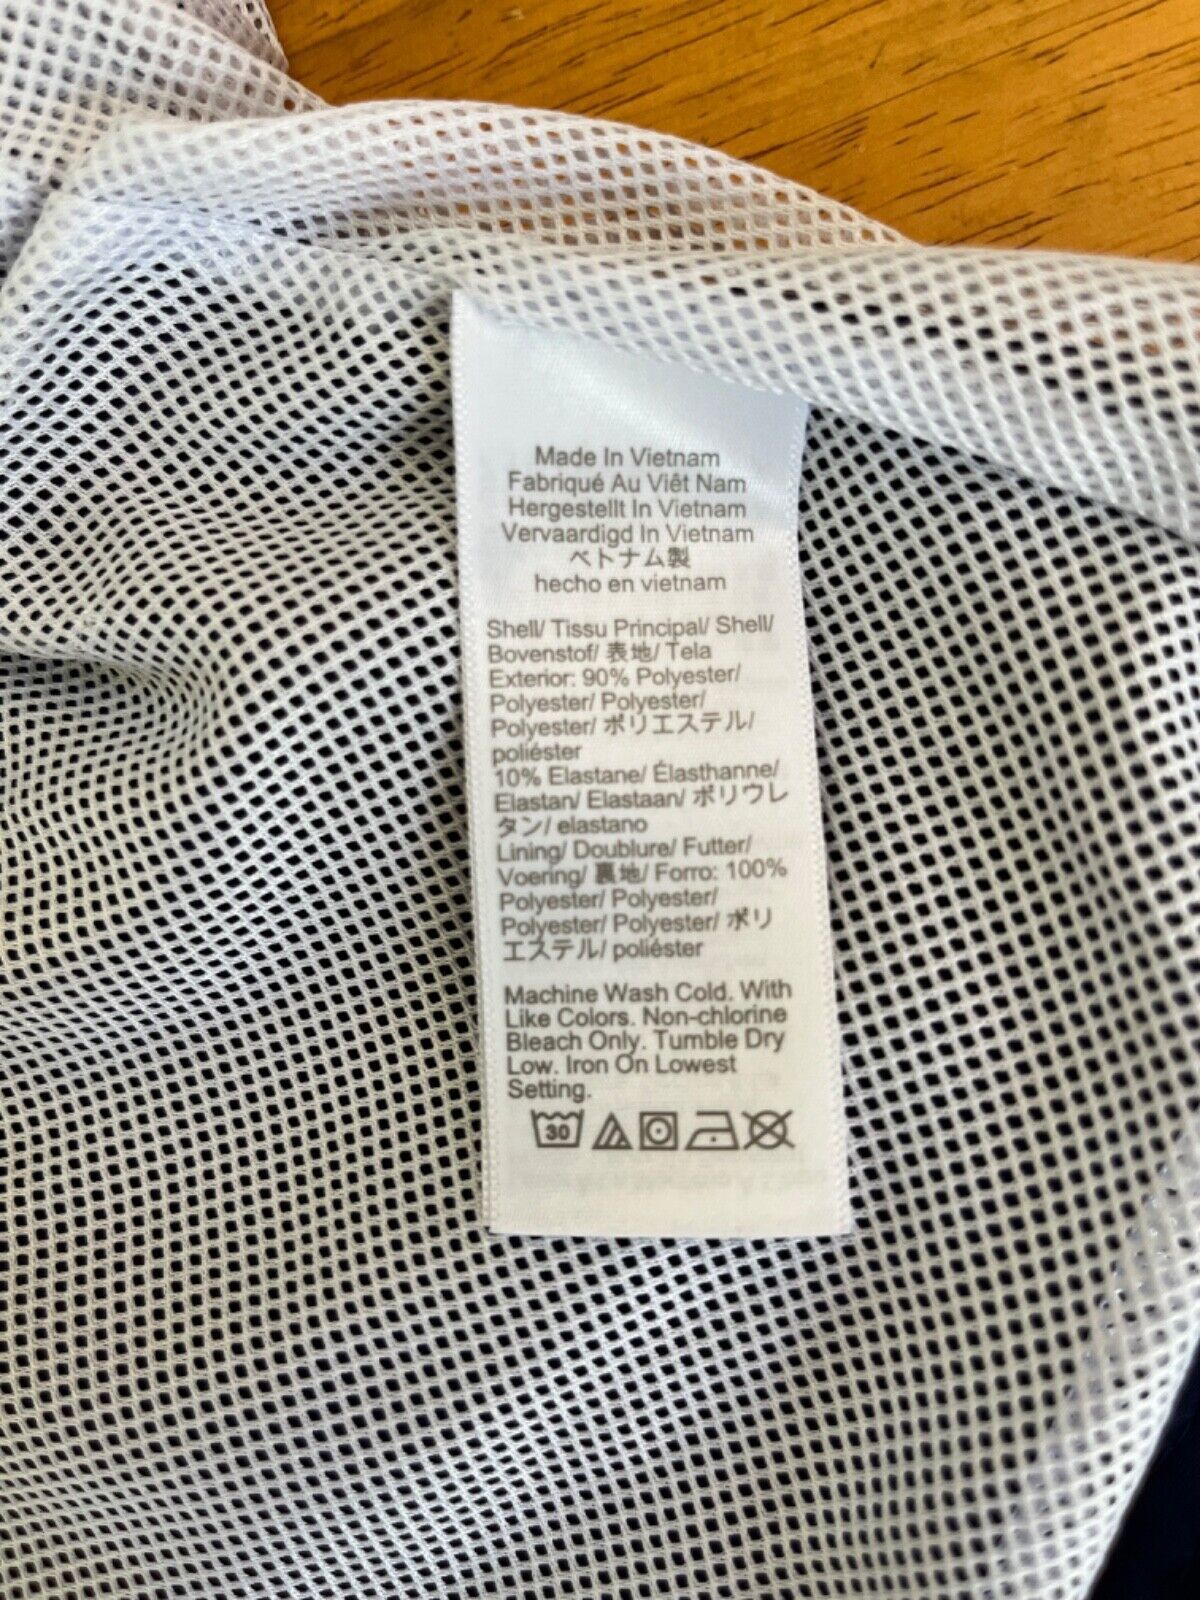 Made In Vietnam
Fabriqué Au Viêt Nam
Hergestellt In Vietnam
Vervaardigd In Vietnam
ベトナム製
hecho en vietnam
Shell/ Tissu Principal/ Shell/
Bovenstof/ 表地/ Tela
Exterior: 90% Polyester/
Polyester/ Polyester/
Polyester/ ポリエステル/
poliéster
10% Elastane/ Élasthanne/
Elastan/ Elastaan/ ポリウレ
タン/ elastano
Lining/ Doublure/ Futter/
Voering/ 裏地/ Forro: 100%
Polyester/ Polyester/
Polyester/ Polyester/ ポリ
エステル/ poliéster
Machine Wash Cold. With
Like Colors. Non-chlorine
Bleach Only. Tumble Dry
Low. Iron On Lowest
Setting.
30